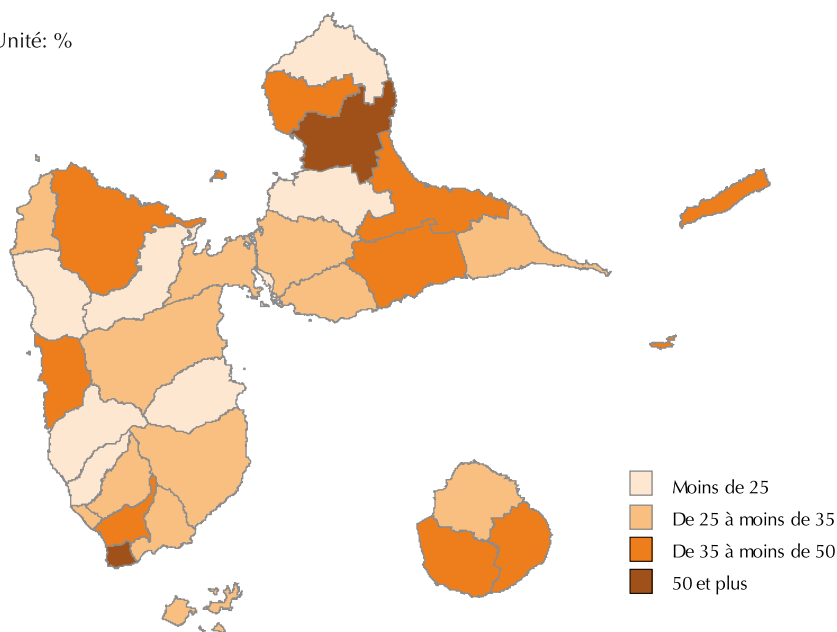 Unité: %
Moins de 25
De 25 à moins de 35
De 35 à moins de 50
50 et plus